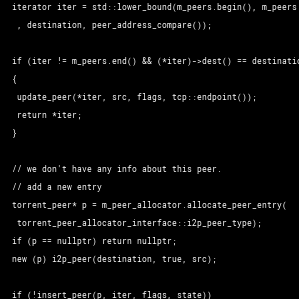 iterator iter = std::lower_bound(m_peers.begin(), m_peers
, destination, peer_address_compare());
if (iter != m_peers.end() && (*iter)->dest() ==
{
update_peer(*iter, src, flags, tcp::endpoint());
return *iter;
}
// we don't have any info about this peer.
// add a new entry
torrent_peer* p = m_peer_allocator.allocate_peer_entry(
torrent_peer_allocator_interface::i2p_peer_type);
if (p == nullptr) return nullptr;
new (p) i2p_peer(destination, true, src);
if (!insert_peer(p, iter, flags, state))